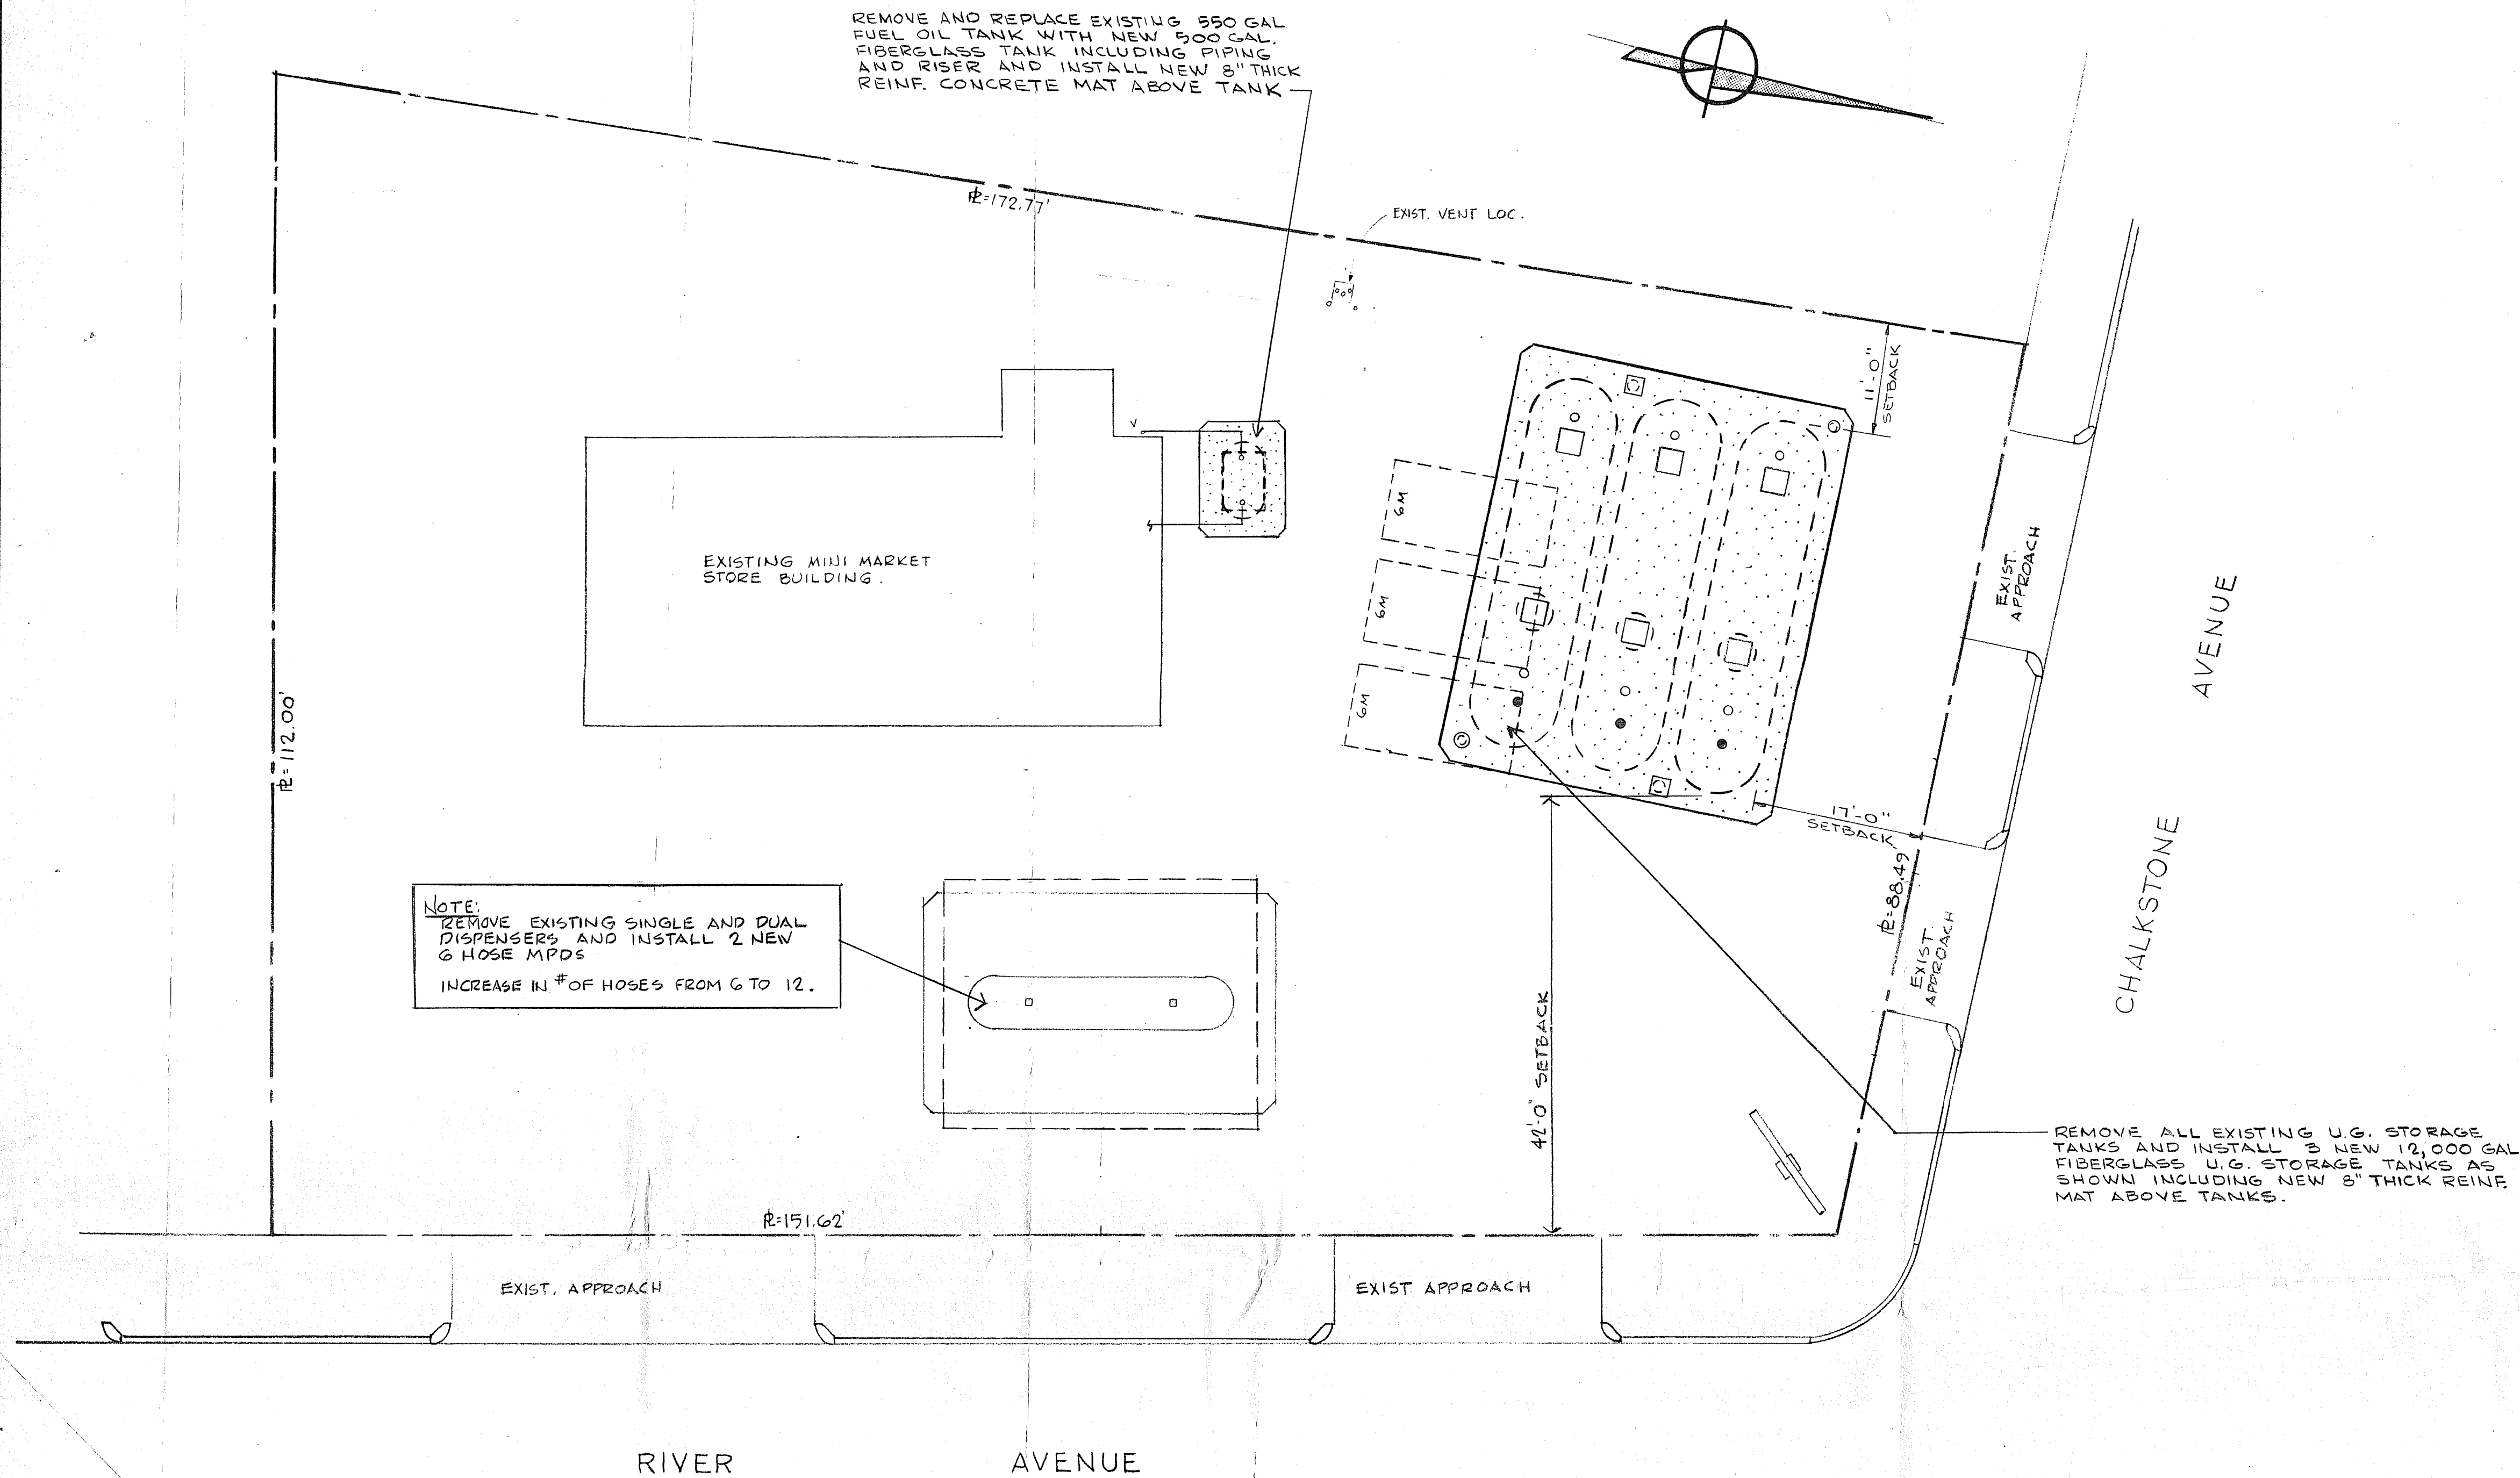 REMOVE AND REPLACE EXISTING 550 GAL
FUEL OIL TANK WITH NEW 500 GAL.
FIBERGLASS TANK INCLUDING PIPING
AND RISER AND INSTALL NEW 8" THICK
REINF. CONCRETE MAT ABOVE TANK
℄=172.77'
EXIST. VENT LOC.
11'-0"
SETBACK
V
6M
6M
6M
EXISTING MINI MARKET
STORE BUILDING.
EXIST.
APPROACH
AVENUE
CHALKSTONE
℄=112.00'
17'-0"
SETBACK
℄=88.49'
EXIST.
APPROACH
NOTE:
REMOVE EXISTING SINGLE AND DUAL
DISPENSERS AND INSTALL 2 NEW
6 HOSE MPDS
INCREASE IN # OF HOSES FROM 6 TO 12.
42'-0" SETBACK
REMOVE ALL EXISTING U.G. STORAGE
TANKS AND INSTALL 3 NEW 12,000 GAL
FIBERGLASS U.G. STORAGE TANKS AS
SHOWN INCLUDING NEW 8" THICK REINF.
MAT ABOVE TANKS.
℄=151.62'
EXIST. APPROACH
EXIST APPROACH
RIVER AVENUE